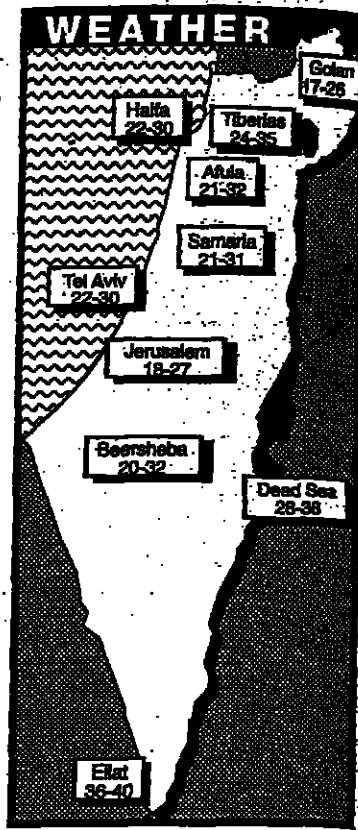 WEATHER
Golan
17-26
Haifa
22-30
Tiberias
24-35
Afula
21-32
Samaria
21-31
Tel Aviv
22-30
Jerusalem
18-27
Beersheba
20-32
Dead Sea
28-38
Eilat
36-40